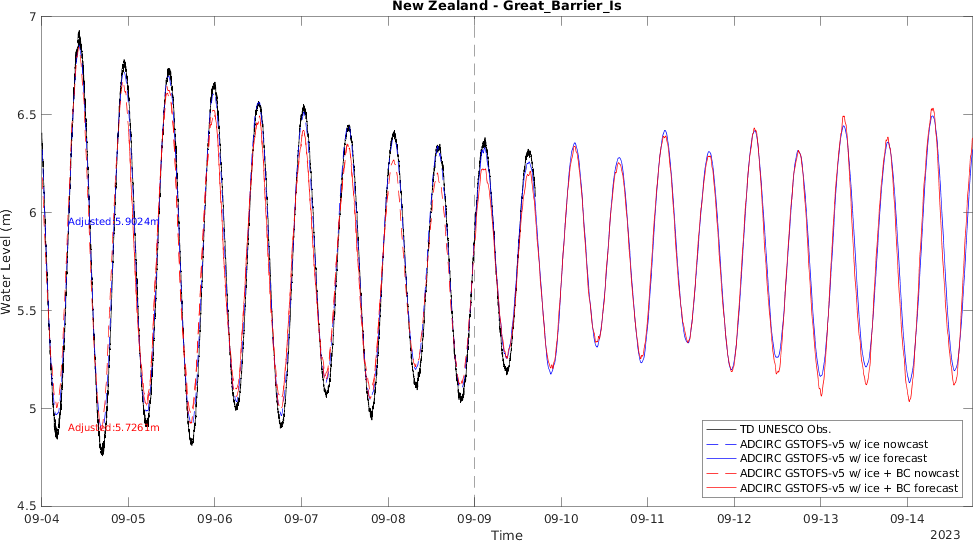 New Zealand - Great_Barrier_Is
7
6.5
6
5.5
5
4.5
Water Level (m)
Adjusted:5.9024m
Adjusted:5.7261m
TD UNESCO Obs.
ADCIRC GSTOFS-v5 w/ ice nowcast
ADCIRC GSTOFS-v5 w/ ice forecast
ADCIRC GSTOFS-v5 w/ ice + BC nowcast
ADCIRC GSTOFS-v5 w/ ice + BC forecast
09-04 09-05 09-06 09-07 09-08 09-09 09-10 09-11 09-12 09-13 09-14
Time
2023